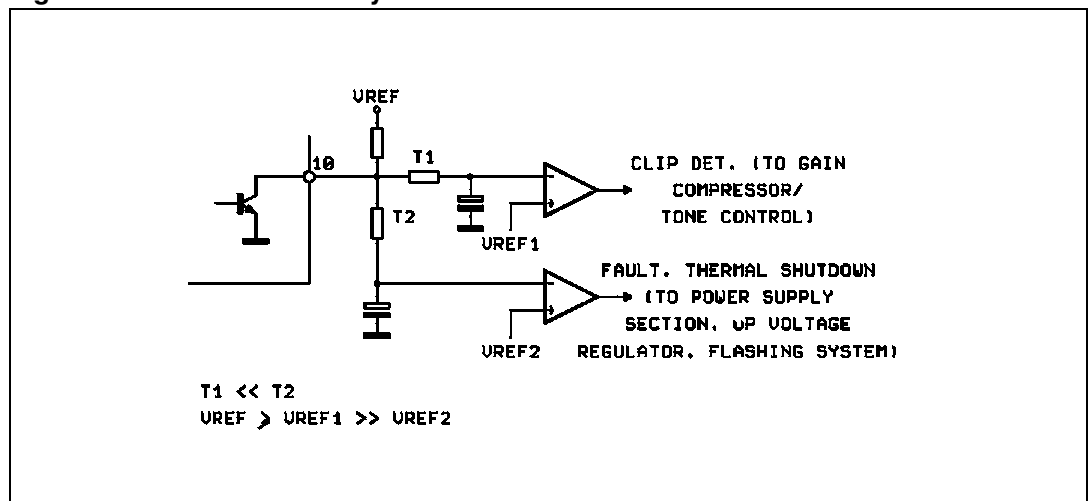 VREF
10
T1
CLIP DET. (TO GAIN
COMPRESSOR/
TONE CONTROL)
T2
VREF1
FAULT. THERMAL SHUTDOWN
(TO POWER SUPPLY
SECTION. uP VOLTAGE
REGULATOR. FLASHING SYSTEM)
VREF2
T1 << T2
VREF ⩾ VREF1 >> VREF2